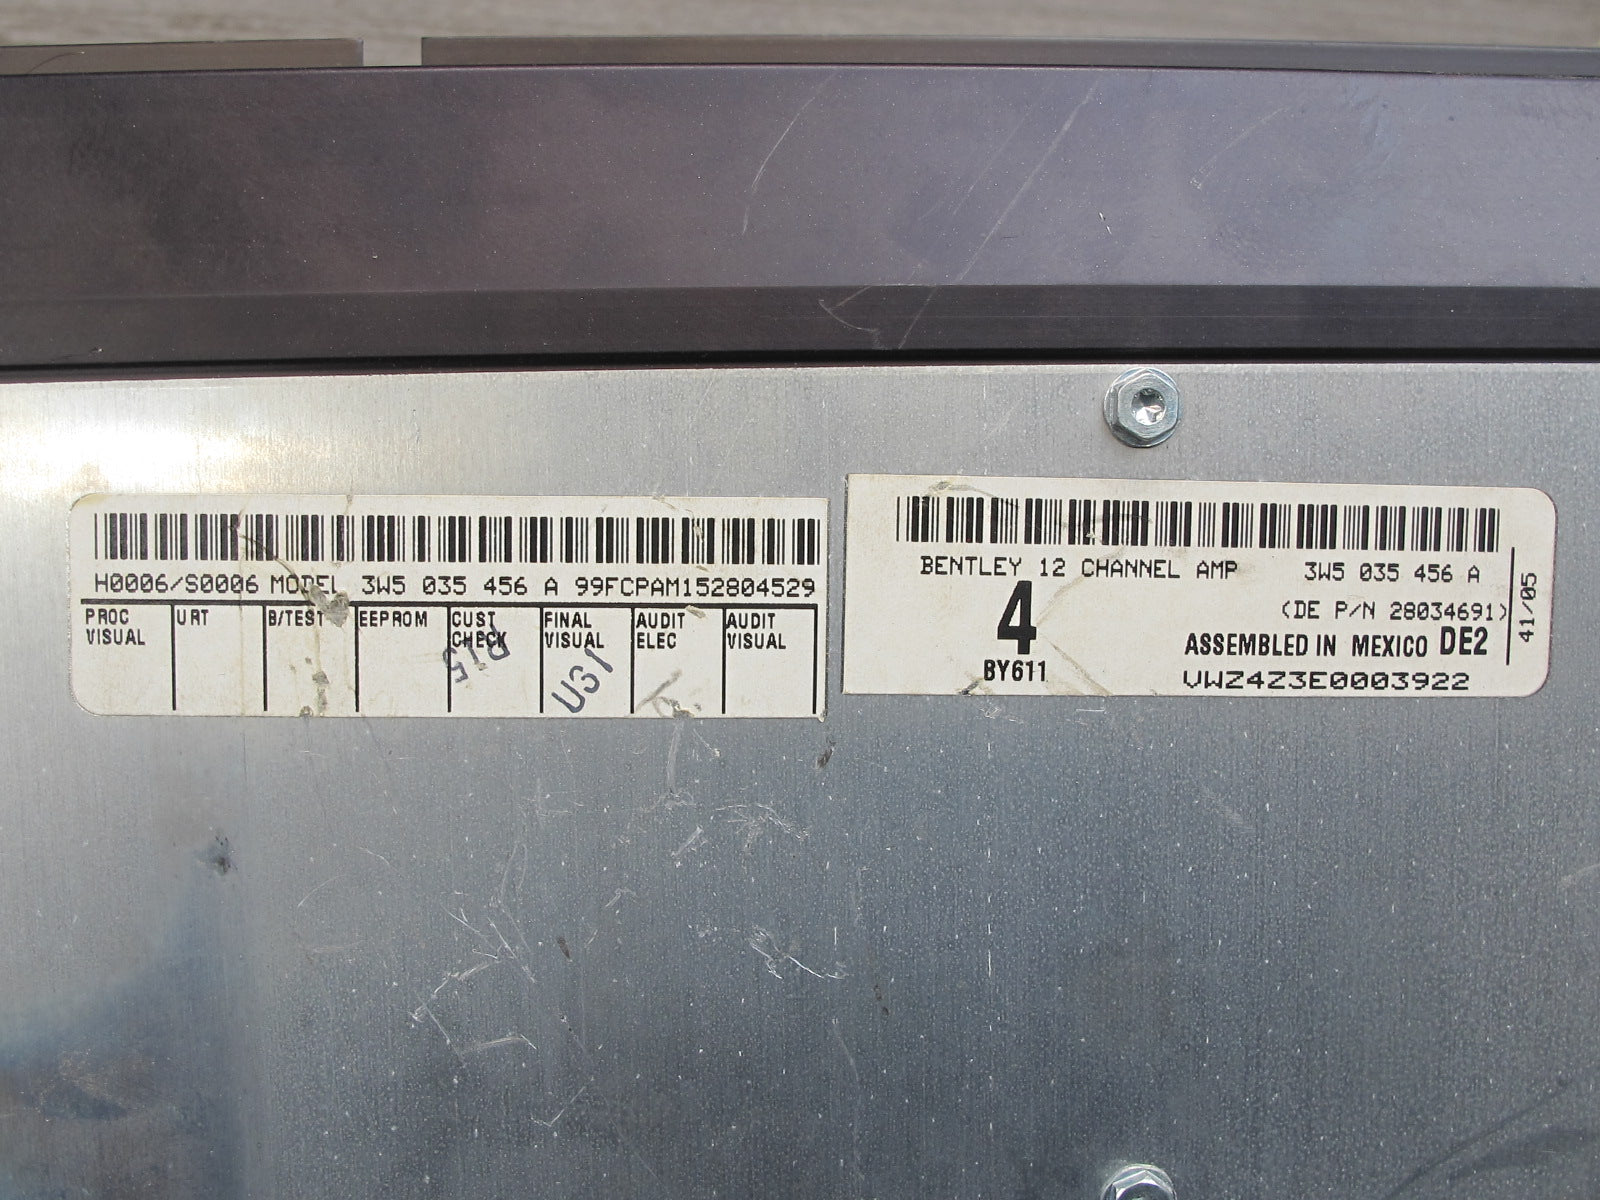 H0006/S0006 MODEL 3W5 035 456 A 99FCPAM152804529
PROC VISUAL
URT
B/TEST
EEPROM
CUST CHECK
FINAL VISUAL
AUDIT ELEC
AUDIT VISUAL
BENTLEY 12 CHANNEL AMP 3W5 035 456 A
4
(DE P/N 28034691)
ASSEMBLED IN MEXICO DE2
BY611
VWZ4Z3E0003922
41/05